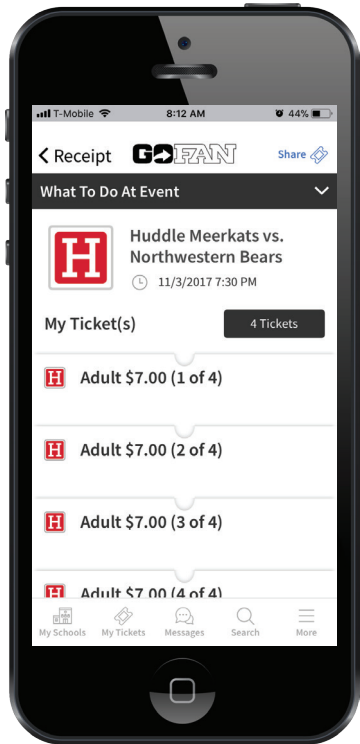 T-Mobile 8:12 AM 44%
Receipt GOFAN Share
What To Do At Event
H
Huddle Meerkats vs.
Northwestern Bears
11/3/2017 7:30 PM
My Ticket(s) 4 Tickets
H Adult $7.00 (1 of 4)
H Adult $7.00 (2 of 4)
H Adult $7.00 (3 of 4)
H Adult $7.00 (4 of 4)
My Schools My Tickets Messages Search More